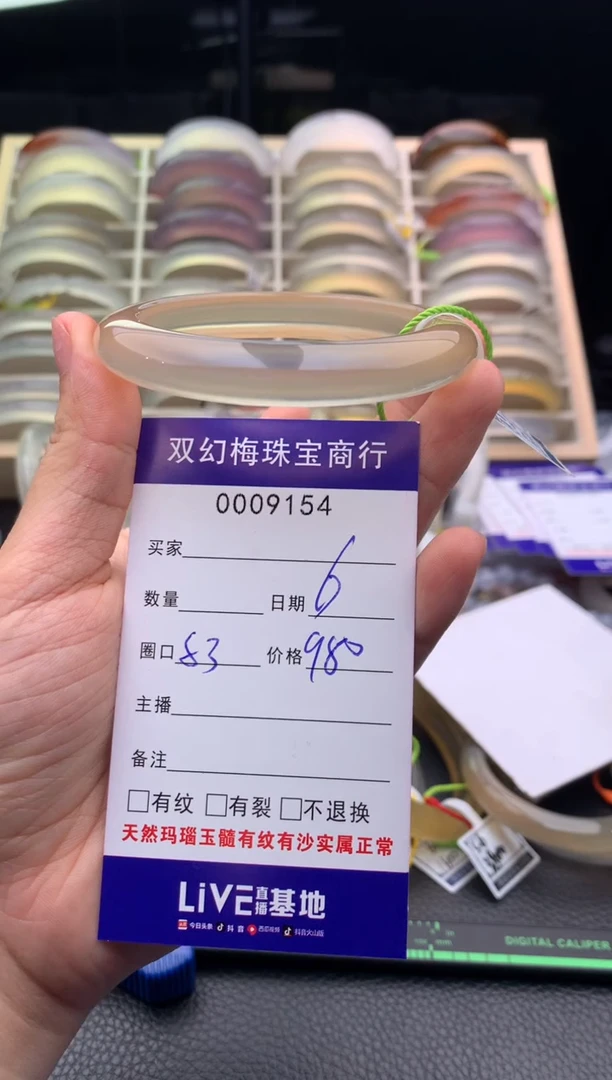 双幻梅珠宝商行
0009154
买家
数量 日期 6
圈口 53 价格 980
主播
备注
□有纹 □有裂 □不退换
天然玛瑙玉髓有纹有沙实属正常
LiVE直播基地
今日头条 抖音 西瓜视频 抖音火山版
DIGITAL CALIPER